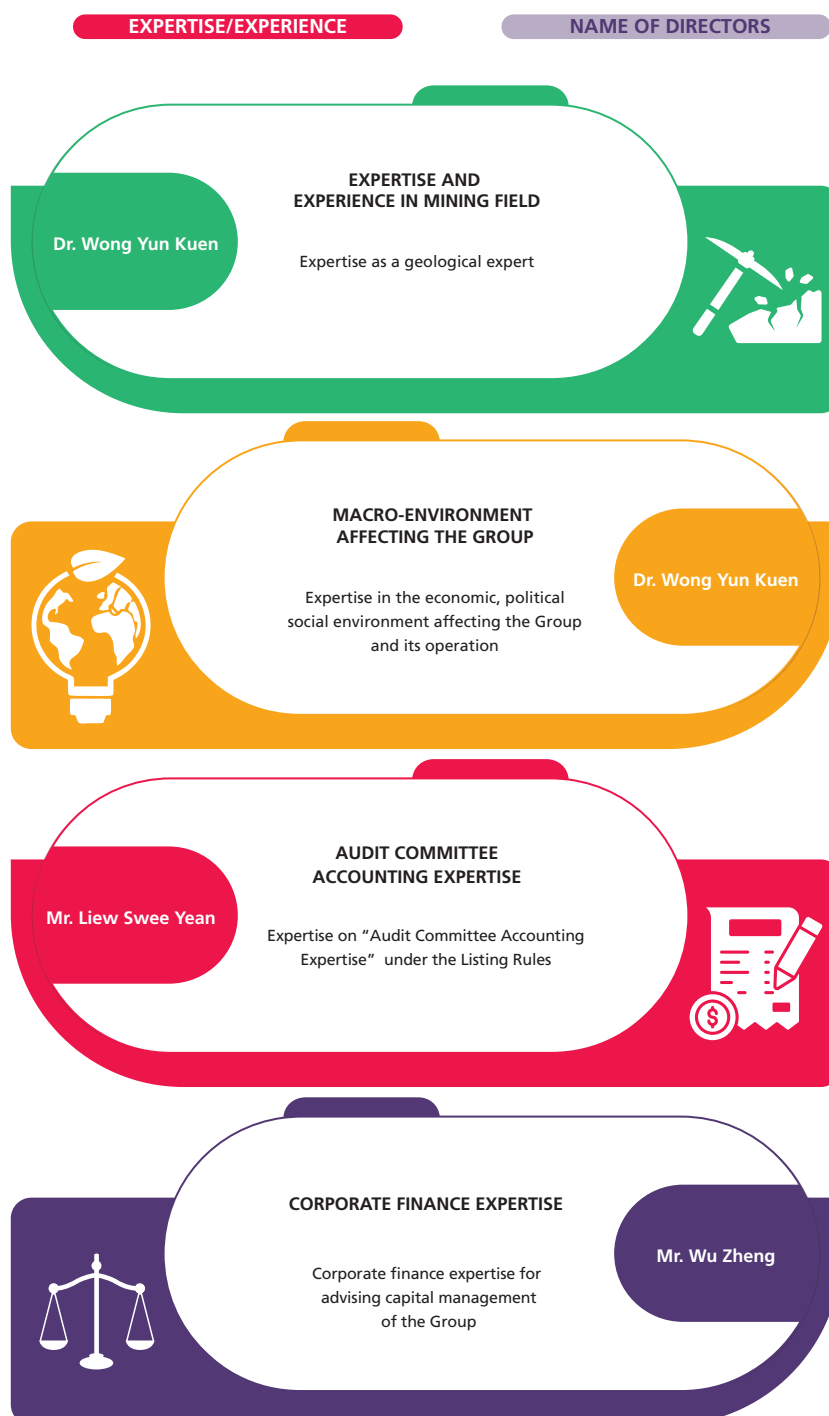 EXPERTISE/EXPERIENCE
NAME OF DIRECTORS
EXPERTISE AND
EXPERIENCE IN MINING FIELD
Dr. Wong Yun Kuen
Expertise as a geological expert
MACRO-ENVIRONMENT
AFFECTING THE GROUP
Dr. Wong Yun Kuen
Expertise in the economic, political
social environment affecting the Group
and its operation
AUDIT COMMITTEE
ACCOUNTING EXPERTISE
Mr. Liew Swee Yean
Expertise on “Audit Committee Accounting
Expertise” under the Listing Rules
$
CORPORATE FINANCE EXPERTISE
Mr. Wu Zheng
Corporate finance expertise for
advising capital management
of the Group